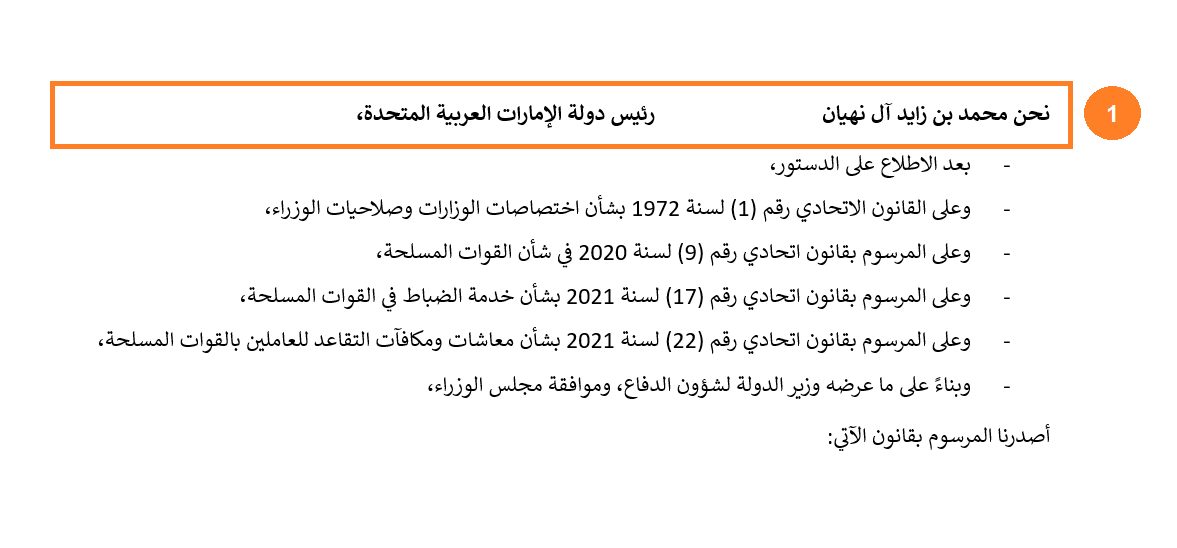 1
نحن محمد بن زايد آل نهيان رئيس دولة الإمارات العربية المتحدة،
- بعد الاطلاع على الدستور،
- وعلى القانون الاتحادي رقم (1) لسنة 1972 بشأن اختصاصات الوزارات وصلاحيات الوزراء،
- وعلى المرسوم بقانون اتحادي رقم (9) لسنة 2020 في شأن القوات المسلحة،
- وعلى المرسوم بقانون اتحادي رقم (17) لسنة 2021 بشأن خدمة الضباط في القوات المسلحة،
- وعلى المرسوم بقانون اتحادي رقم (22) لسنة 2021 بشأن معاشات ومكافآت التقاعد للعاملين بالقوات المسلحة،
- وبناءً على ما عرضه وزير الدولة لشؤون الدفاع، وموافقة مجلس الوزراء،
أصدرنا المرسوم بقانون الآتي: